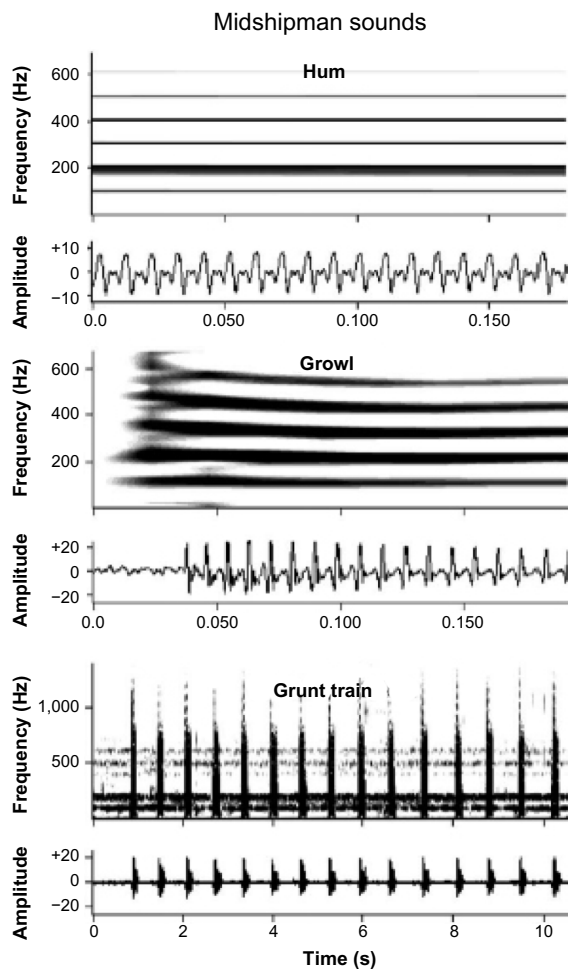 Midshipman sounds
Hum
Frequency (Hz)
600
400
200
Amplitude
+10
0
−10
0.0 0.050 0.100 0.150
Growl
Frequency (Hz)
600
400
200
Amplitude
+20
0
−20
0.0 0.050 0.100 0.150
Grunt train
Frequency (Hz)
1,000
500
Amplitude
+20
0
−20
0 2 4 6 8 10
Time (s)